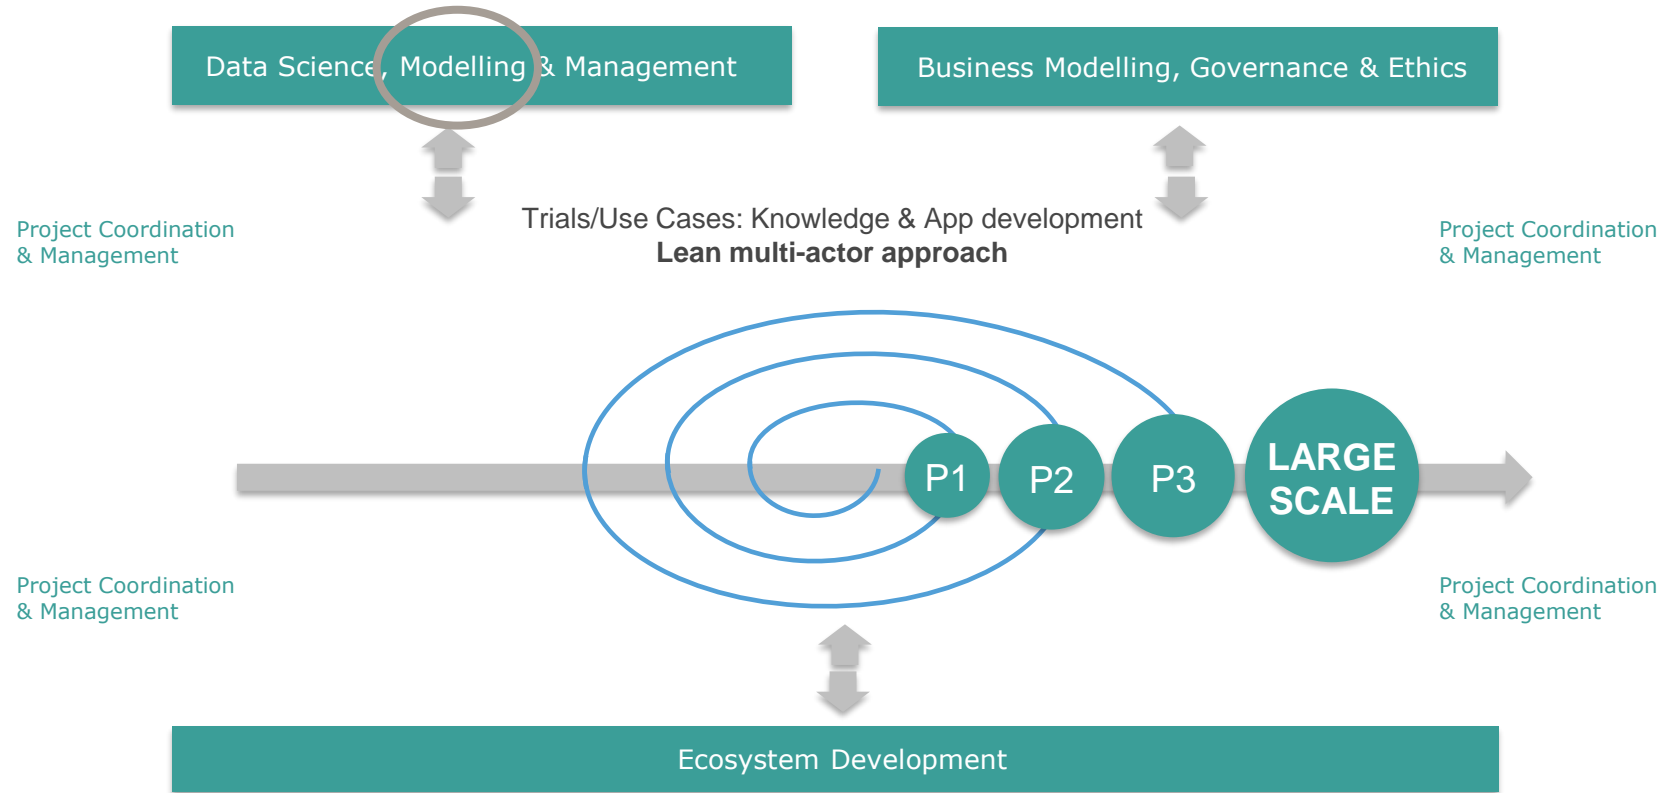 Data Science, Modelling & Management
Business Modelling, Governance & Ethics
Project Coordination
& Management
Trials/Use Cases: Knowledge & App development
Lean multi-actor approach
Project Coordination
& Management
P1
P2
P3
LARGE
SCALE
Project Coordination
& Management
Project Coordination
& Management
Ecosystem Development